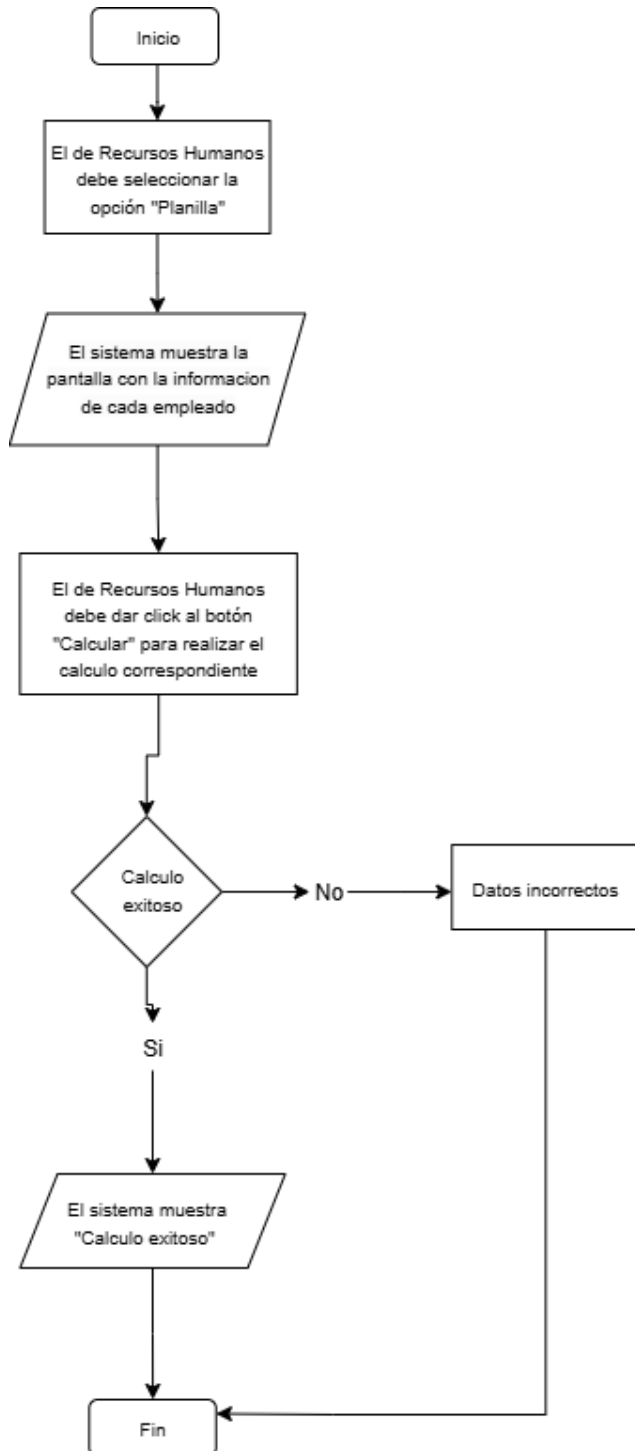 Inicio
El de Recursos Humanos
debe seleccionar la
opción "Planilla"
El sistema muestra la
pantalla con la informacion
de cada empleado
El de Recursos Humanos
debe dar click al botón
"Calcular" para realizar el
calculo correspondiente
Calculo
exitoso
No
Datos incorrectos
Si
El sistema muestra
"Calculo exitoso"
Fin